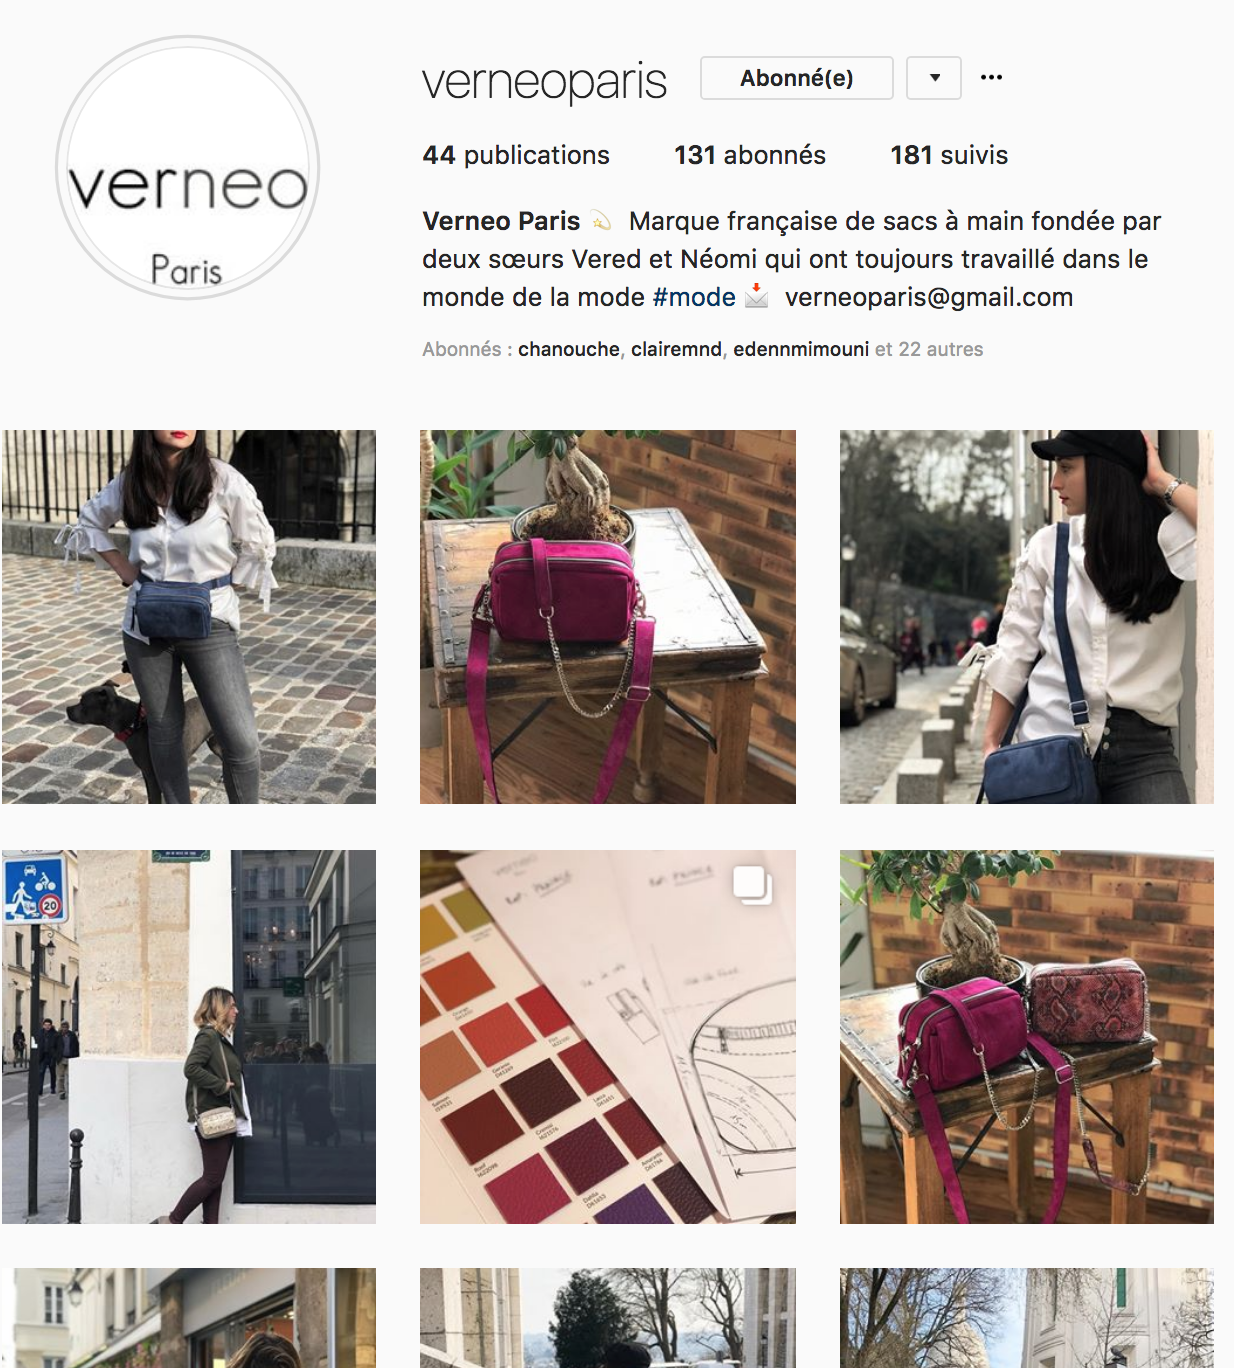 verneo
Paris
verneoparis Abonné(e)
44 publications 131 abonnés 181 suivis
Verneo Paris 💫 Marque française de sacs à main fondée par
deux sœurs Vered et Néomi qui ont toujours travaillé dans le
monde de la mode #mode 📩 verneoparis@gmail.com
Abonnés : chanouche, clairemnd, edennmimouni et 22 autres
20